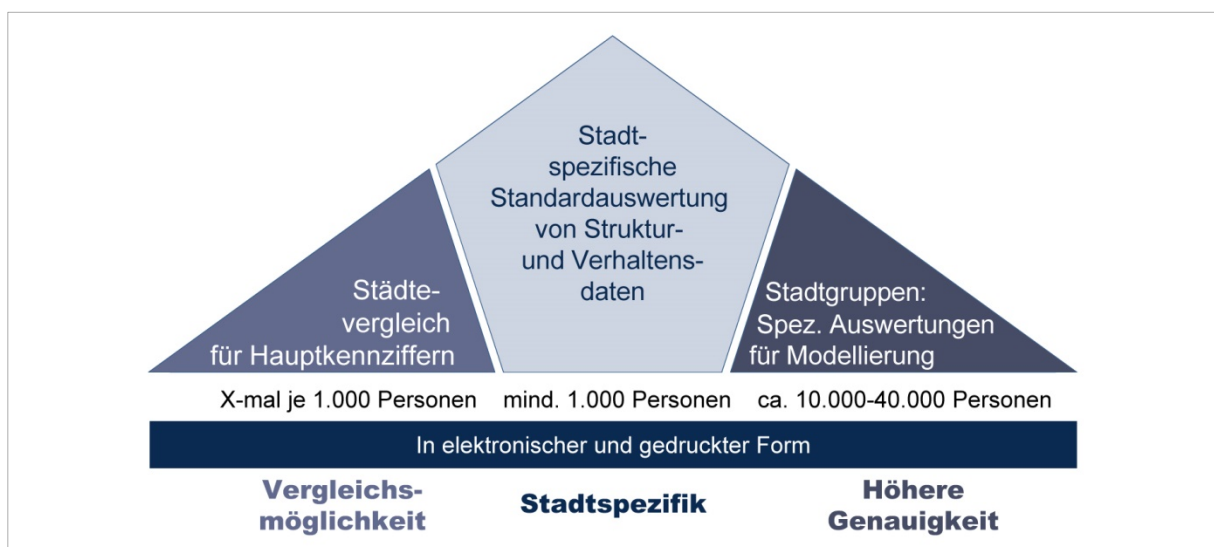 Stadt-
spezifische
Standardauswertung
von Struktur-
und Verhaltens-
daten
Städte-
vergleich
für Hauptkennziffern
Stadtgruppen:
Spez. Auswertungen
für Modellierung
X-mal je 1.000 Personen
mind. 1.000 Personen
ca. 10.000-40.000 Personen
In elektronischer und gedruckter Form
Vergleichs-
möglichkeit
Stadtspezifik
Höhere
Genauigkeit